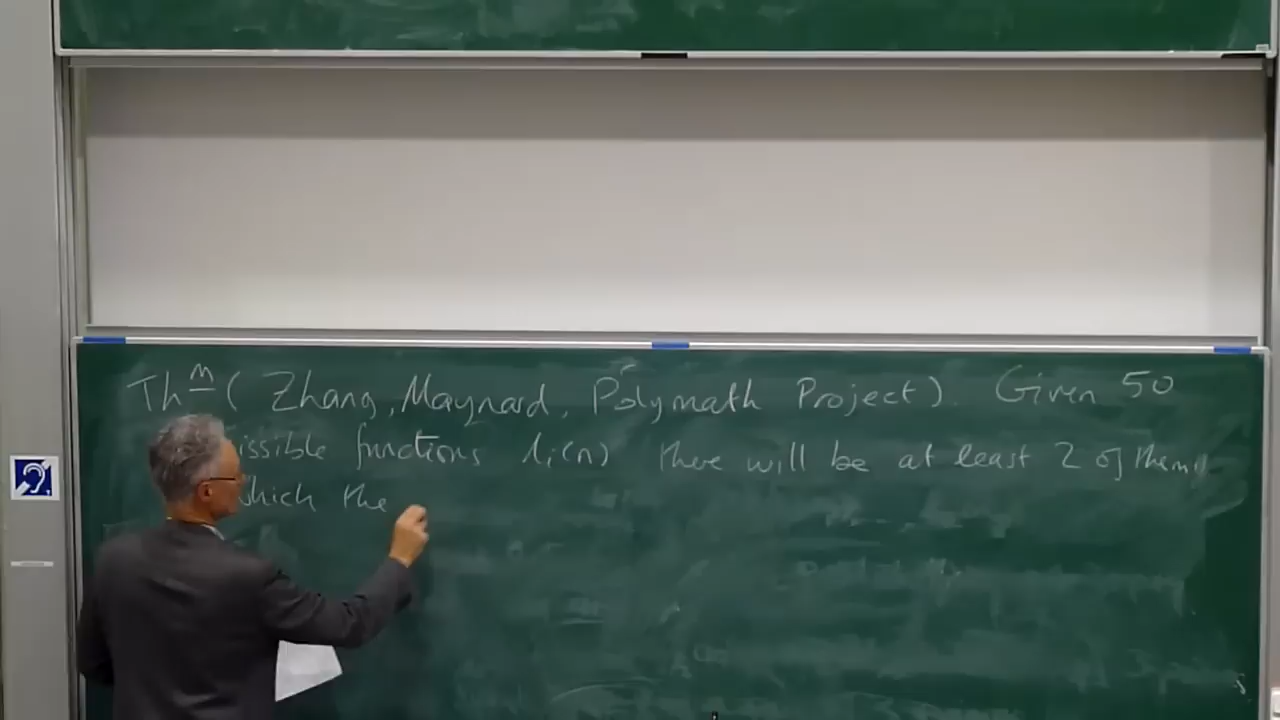 Thm (Zhang, Maynard, Polymath Project). Given 50
issible functions li(n) there will be at least 2 of them
which the